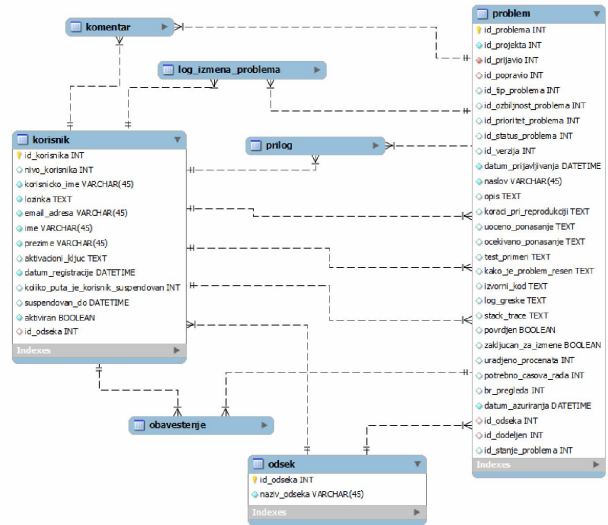 komentar
log_izmena_problema
korisnik
id_korisnika INT
nivo_korisnika INT
korisnicko_ime VARCHAR(45)
lozinka TEXT
email_adresa VARCHAR(45)
ime VARCHAR(45)
prezime VARCHAR(45)
aktivacioni_kljuc TEXT
datum_registracije DATETIME
koliko_puta_je_korisnik_suspendovan INT
suspendovan_do DATETIME
aktiviran BOOLEAN
id_odseka INT
Indexes
prilog
obavestenje
odsek
id_odseka INT
naziv_odseka VARCHAR(45)
Indexes
problem
id_problema INT
id_projekta INT
id_prijavio INT
id_popravio INT
id_tip_problema INT
id_ozbiljnost_problema INT
id_prioritet_problema INT
id_status_problema INT
id_verzija INT
datum_prijavljivanja DATETIME
naslov VARCHAR(45)
opis TEXT
koraci_pri_reprodukciji TEXT
uoceno_ponasanje TEXT
ocekivano_ponasanje TEXT
test_primeri TEXT
kako_je_problem_resen TEXT
izvorni_kod TEXT
log_greske TEXT
stack_trace TEXT
povrdjen BOOLEAN
zakljucan_za_izmene BOOLEAN
uradjeno_procenata INT
potrebno_casova_rada INT
br_pregleda INT
datum_azuriranja DATETIME
id_odseka INT
id_dodeljen INT
id_stanje_problema INT
Indexes